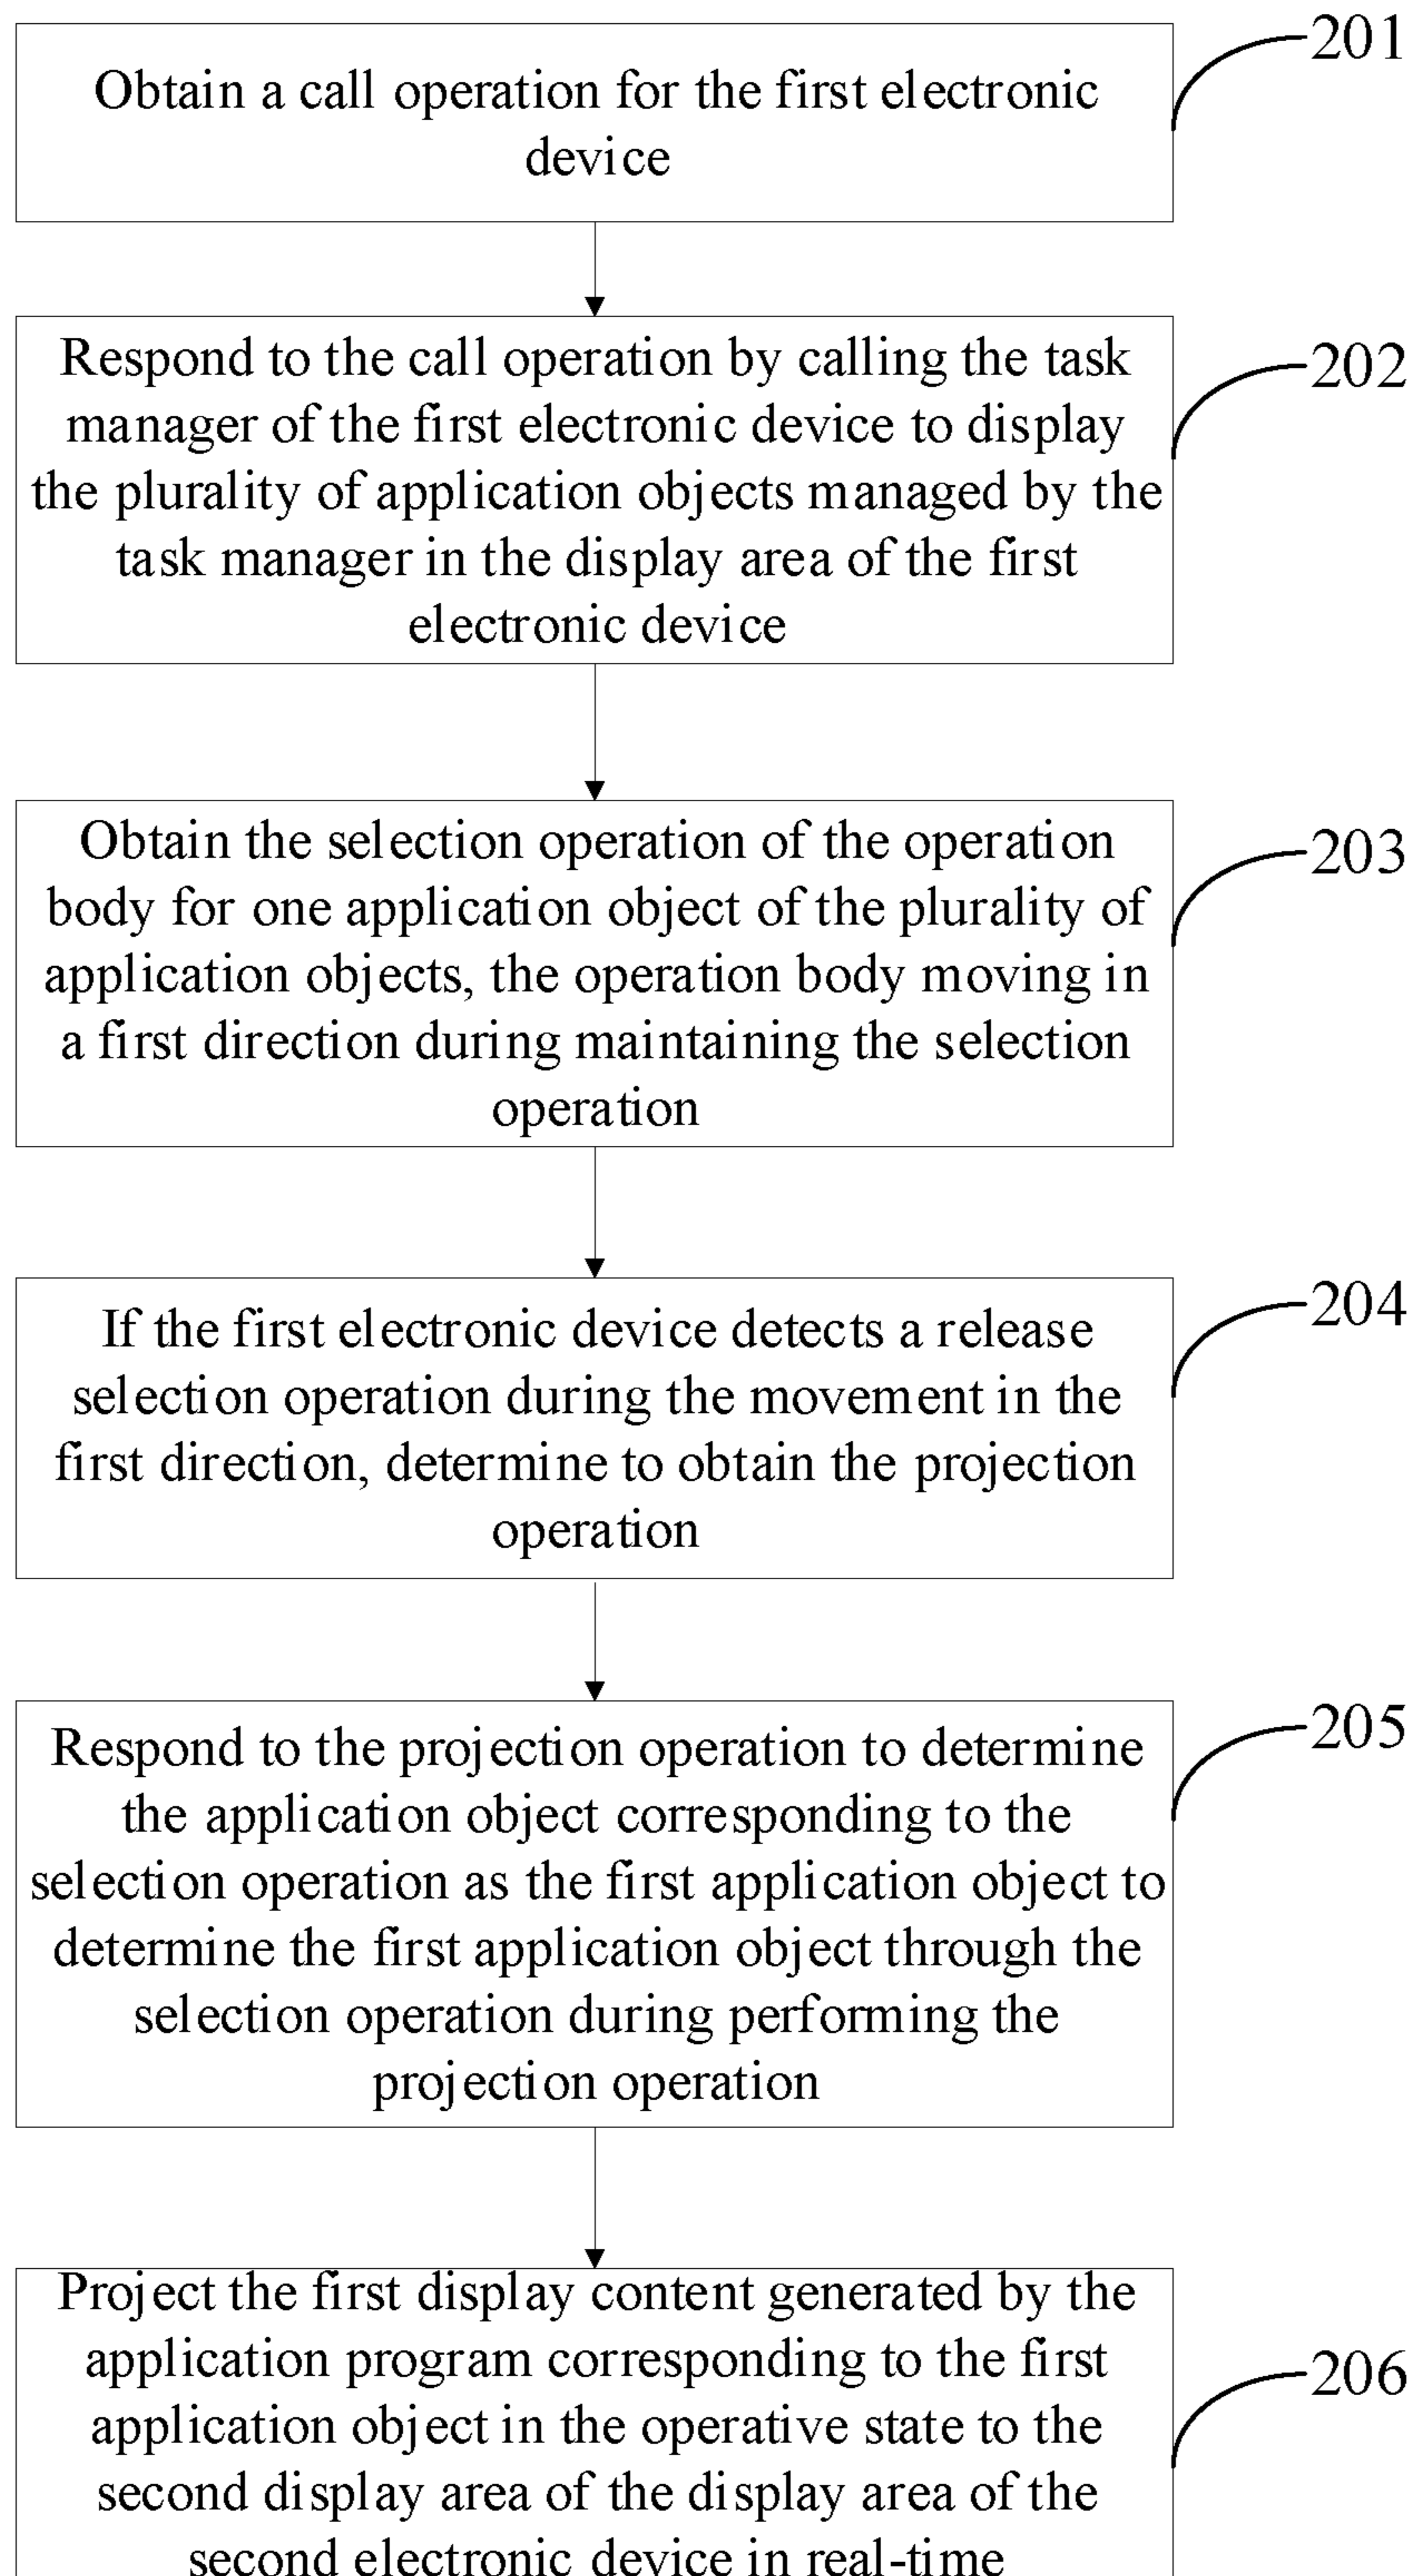 201
Obtain a call operation for the first electronic
device
202
Respond to the call operation by calling the task
manager of the first electronic device to display
the plurality of application objects managed by the
task manager in the display area of the first
electronic device
203
Obtain the selection operation of the operation
body for one application object of the plurality of
application objects, the operation body moving in
a first direction during maintaining the selection
operation
204
If the first electronic device detects a release
selection operation during the movement in the
first direction, determine to obtain the projection
operation
205
Respond to the projection operation to determine
the application object corresponding to the
selection operation as the first application object to
determine the first application object through the
selection operation during performing the
projection operation
206
Project the first display content generated by the
application program corresponding to the first
application object in the operative state to the
second display area of the display area of the
second electronic device in real-time